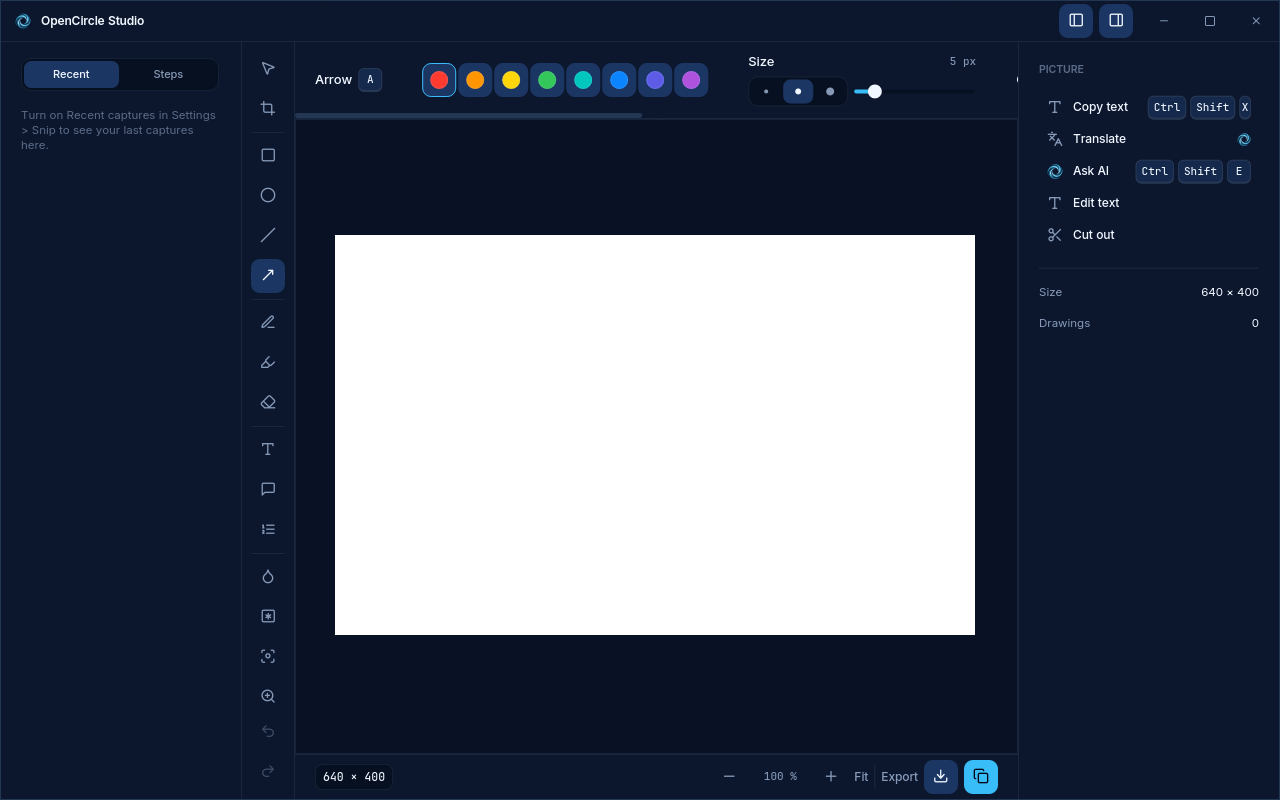 OpenCircle Studio
Recent
Steps
Turn on Recent captures in Settings
> Snip to see your last captures
here.
Arrow A
Size 5 px
PICTURE
Copy text Ctrl Shift X
Translate
Ask AI Ctrl Shift E
Edit text
Cut out
Size 640 × 400
Drawings 0
640 × 400
100 %
Fit
Export